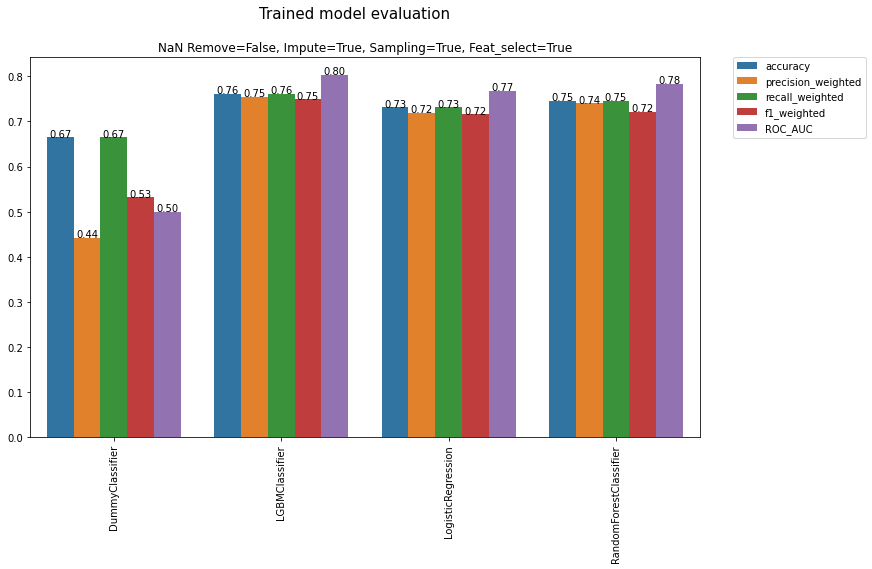 Trained model evaluation
NaN Remove=False, Impute=True, Sampling=True, Feat_select=True
accuracy
precision_weighted
recall_weighted
f1_weighted
ROC_AUC
0.8
0.7
0.6
0.5
0.4
0.3
0.2
0.1
0.0
0.67 0.44 0.67 0.53 0.50
0.76 0.75 0.76 0.75 0.80
0.73 0.72 0.73 0.72 0.77
0.75 0.74 0.75 0.72 0.78
DummyClassifier
LGBMClassifier
LogisticRegression
RandomForestClassifier